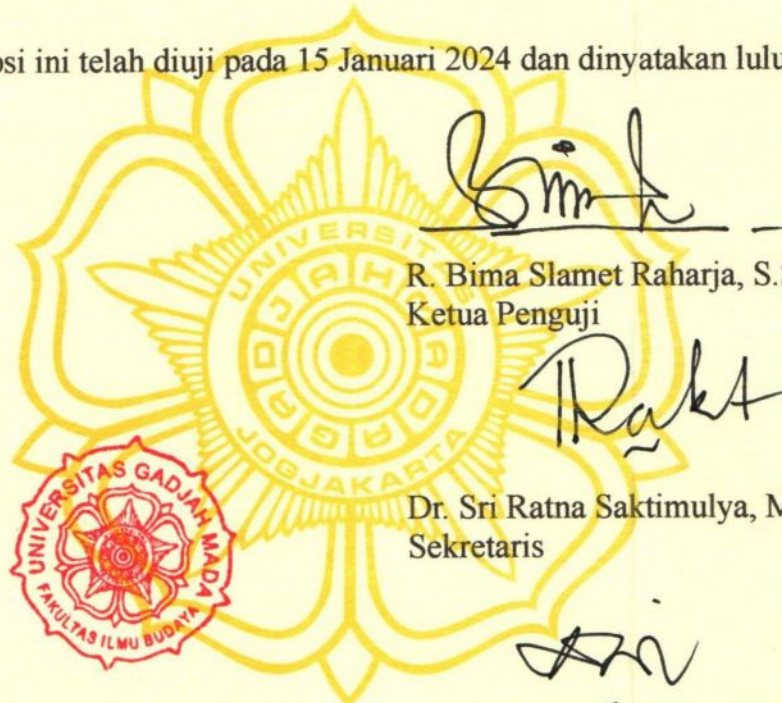 psi ini telah diuji pada 15 Januari 2024 dan dinyatakan lulu
UNIVERSITAS
GADJAH MADA
JOGJAKARTA
R. Bima Slamet Raharja, S.
Ketua Penguji
Dr. Sri Ratna Saktimulya, M
Sekretaris
UNIVERSITAS GADJAH MADA
FAKULTAS ILMU BUDAYA